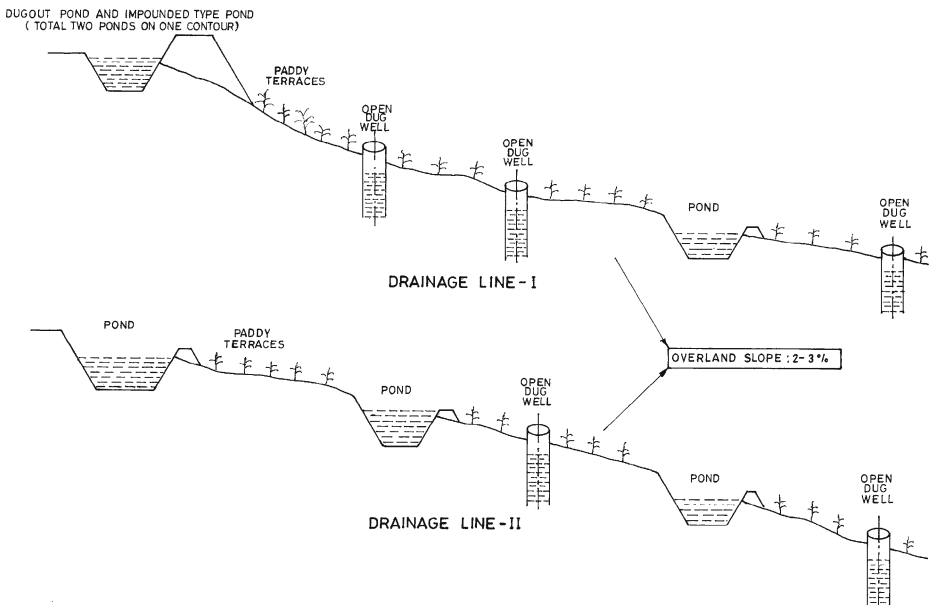 DUGOUT POND AND IMPOUNDED TYPE POND
( TOTAL TWO PONDS ON ONE CONTOUR)
PADDY
TERRACES
OPEN
DUG
WELL
OPEN
DUG
WELL
POND
OPEN
DUG
WELL
DRAINAGE LINE-I
POND
PADDY
TERRACES
OVERLAND SLOPE : 2-3%
POND
OPEN
DUG
WELL
POND
OPEN
DUG
WELL
DRAINAGE LINE-II